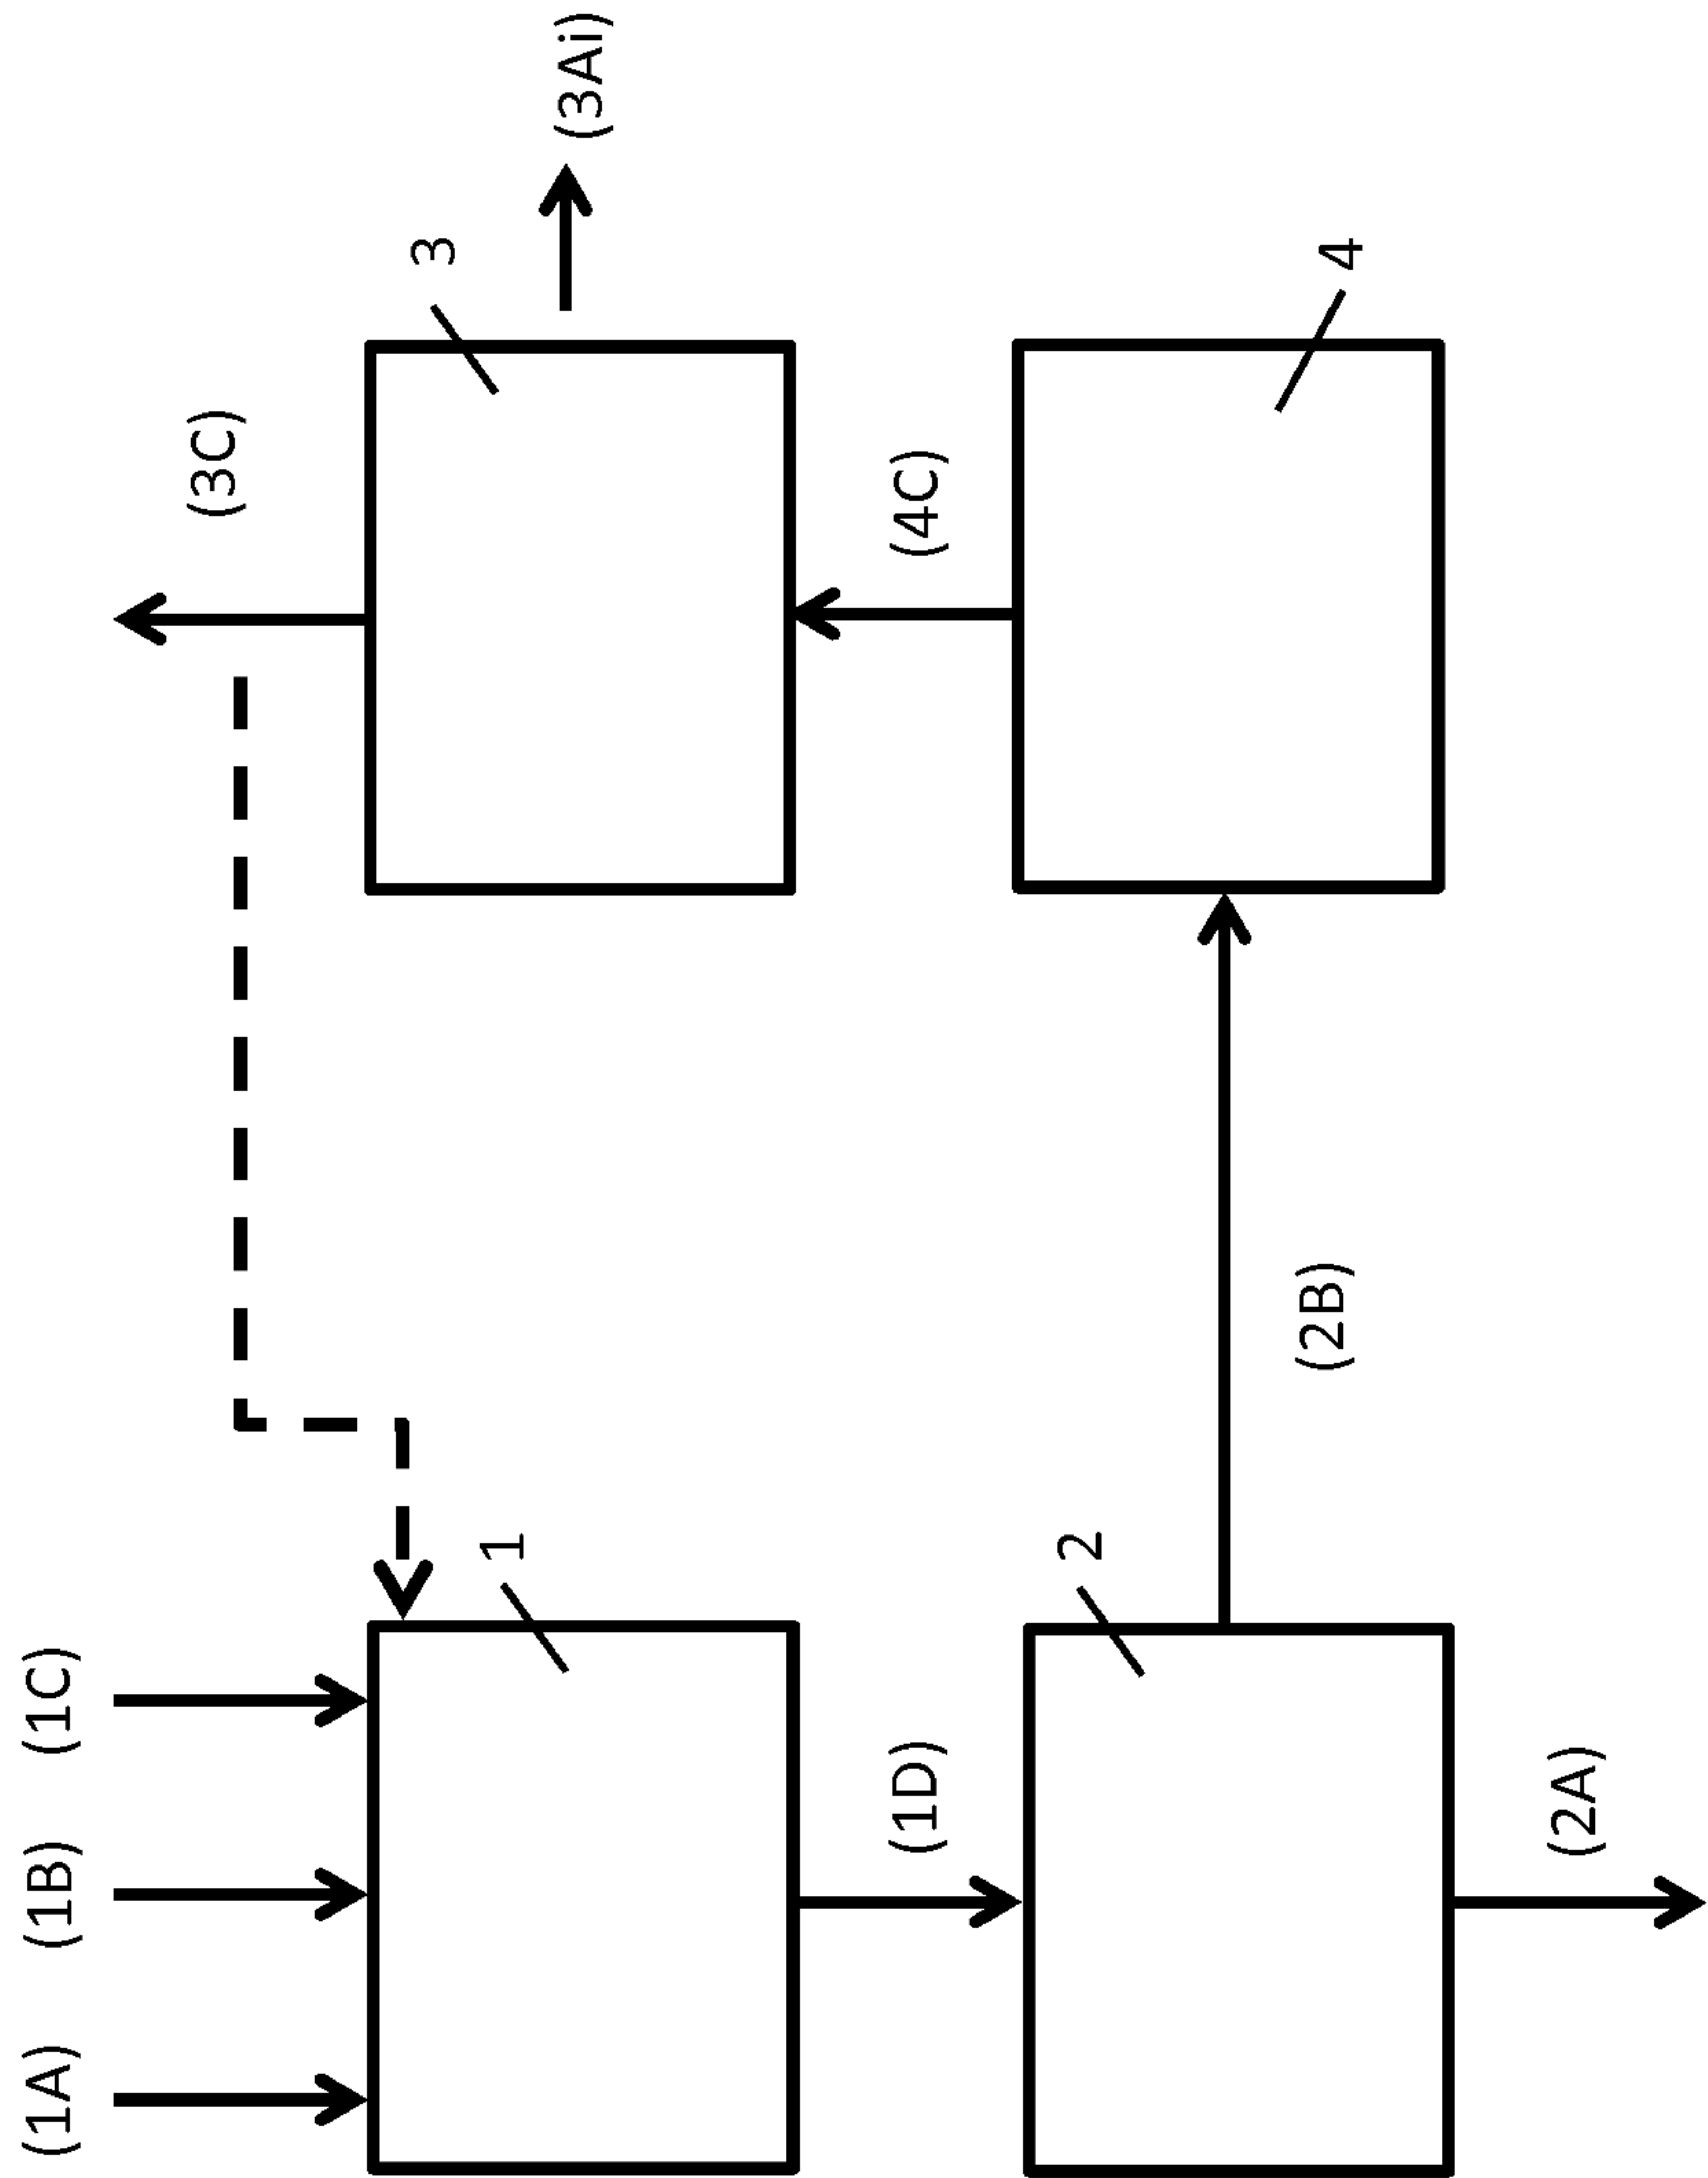 (1A) (1B) (1C)
(3C)
3
1
(3Ai)
(1D) (4C)
2
(2B)
4
(2A)